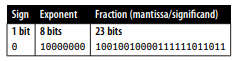 Sign Exponent Fraction (mantissa/significand)
1 bit 8 bits 23 bits
0 10000000 10010010000111111011011